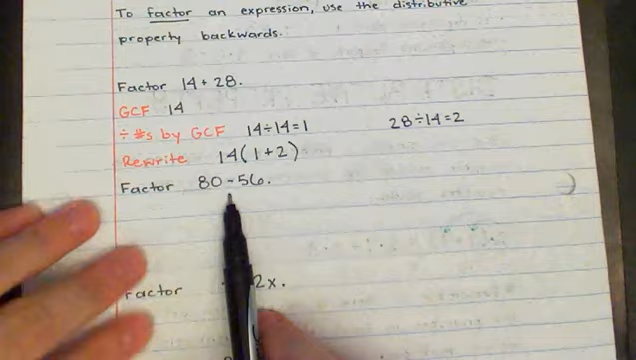 To factor an expression, use the distributive
property backwards.
Factor 14 + 28.
GCF 14
÷ #s by GCF 14 ÷ 14 = 1 28 ÷ 14 = 2
Rewrite 14(1+2)
Factor 80 - 56.
Factor 2x.